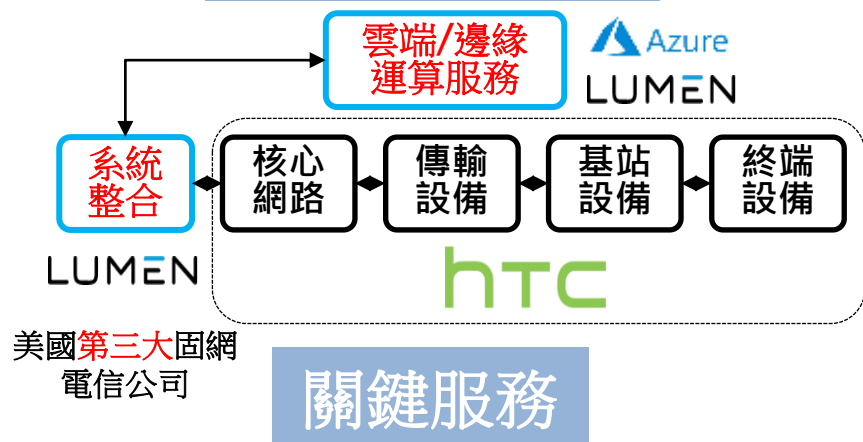 雲端/邊緣
運算服務
Azure
LUMEN
系統
整合
核心
網路
傳輸
設備
基站
設備
終端
設備
LUMEN
hTC
美國第三大固網
電信公司
關鍵服務